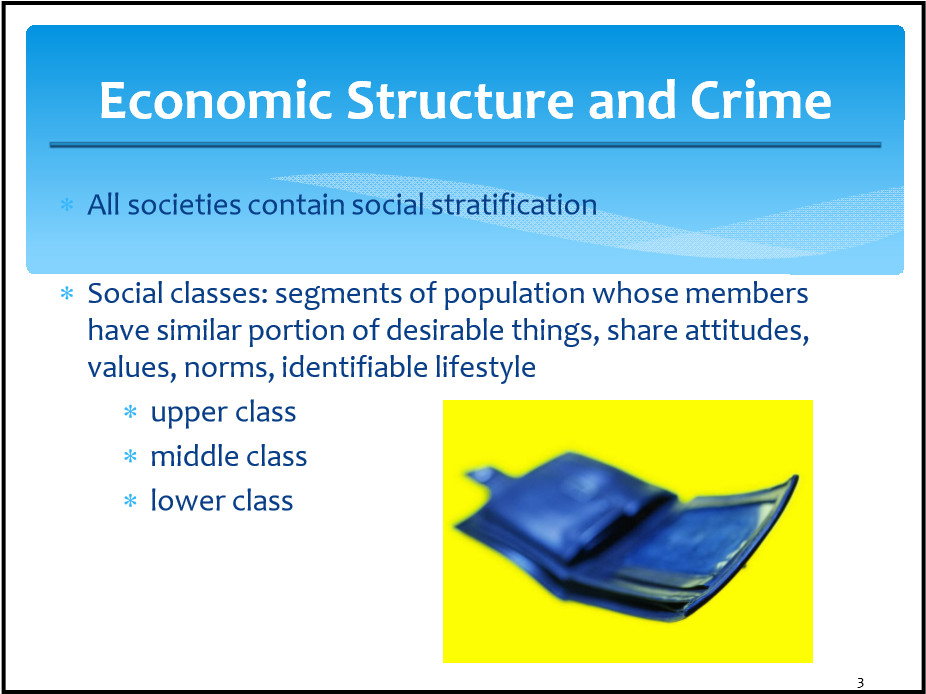 Economic Structure and Crime
* All societies contain social stratification
* Social classes: segments of population whose members
have similar portion of desirable things, share attitudes,
values, norms, identifiable lifestyle
* upper class
* middle class
* lower class
3